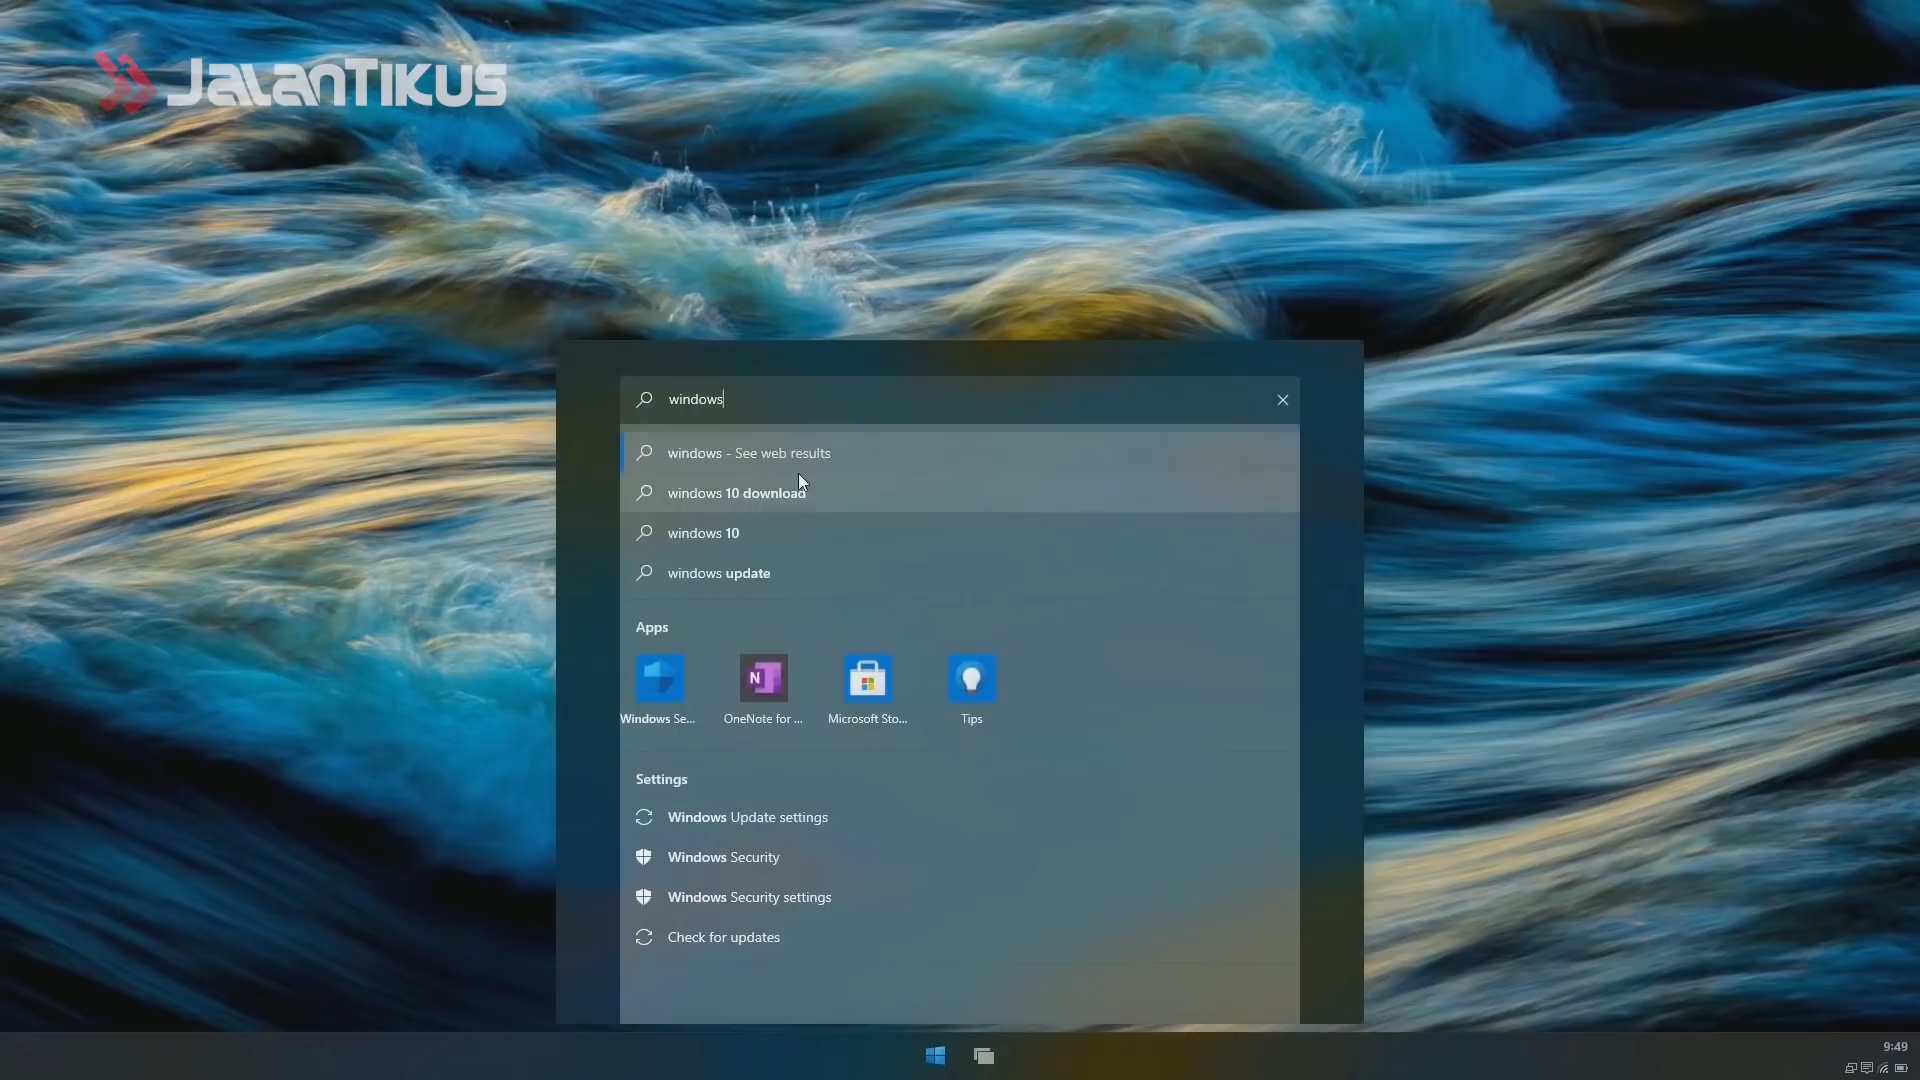 JALANTIKUS
windows
windows - See web results
windows 10 download
windows 10
windows update
Apps
Windows Se...
OneNote for ...
Microsoft Sto...
Tips
Settings
Windows Update settings
Windows Security
Windows Security settings
Check for updates
9:49